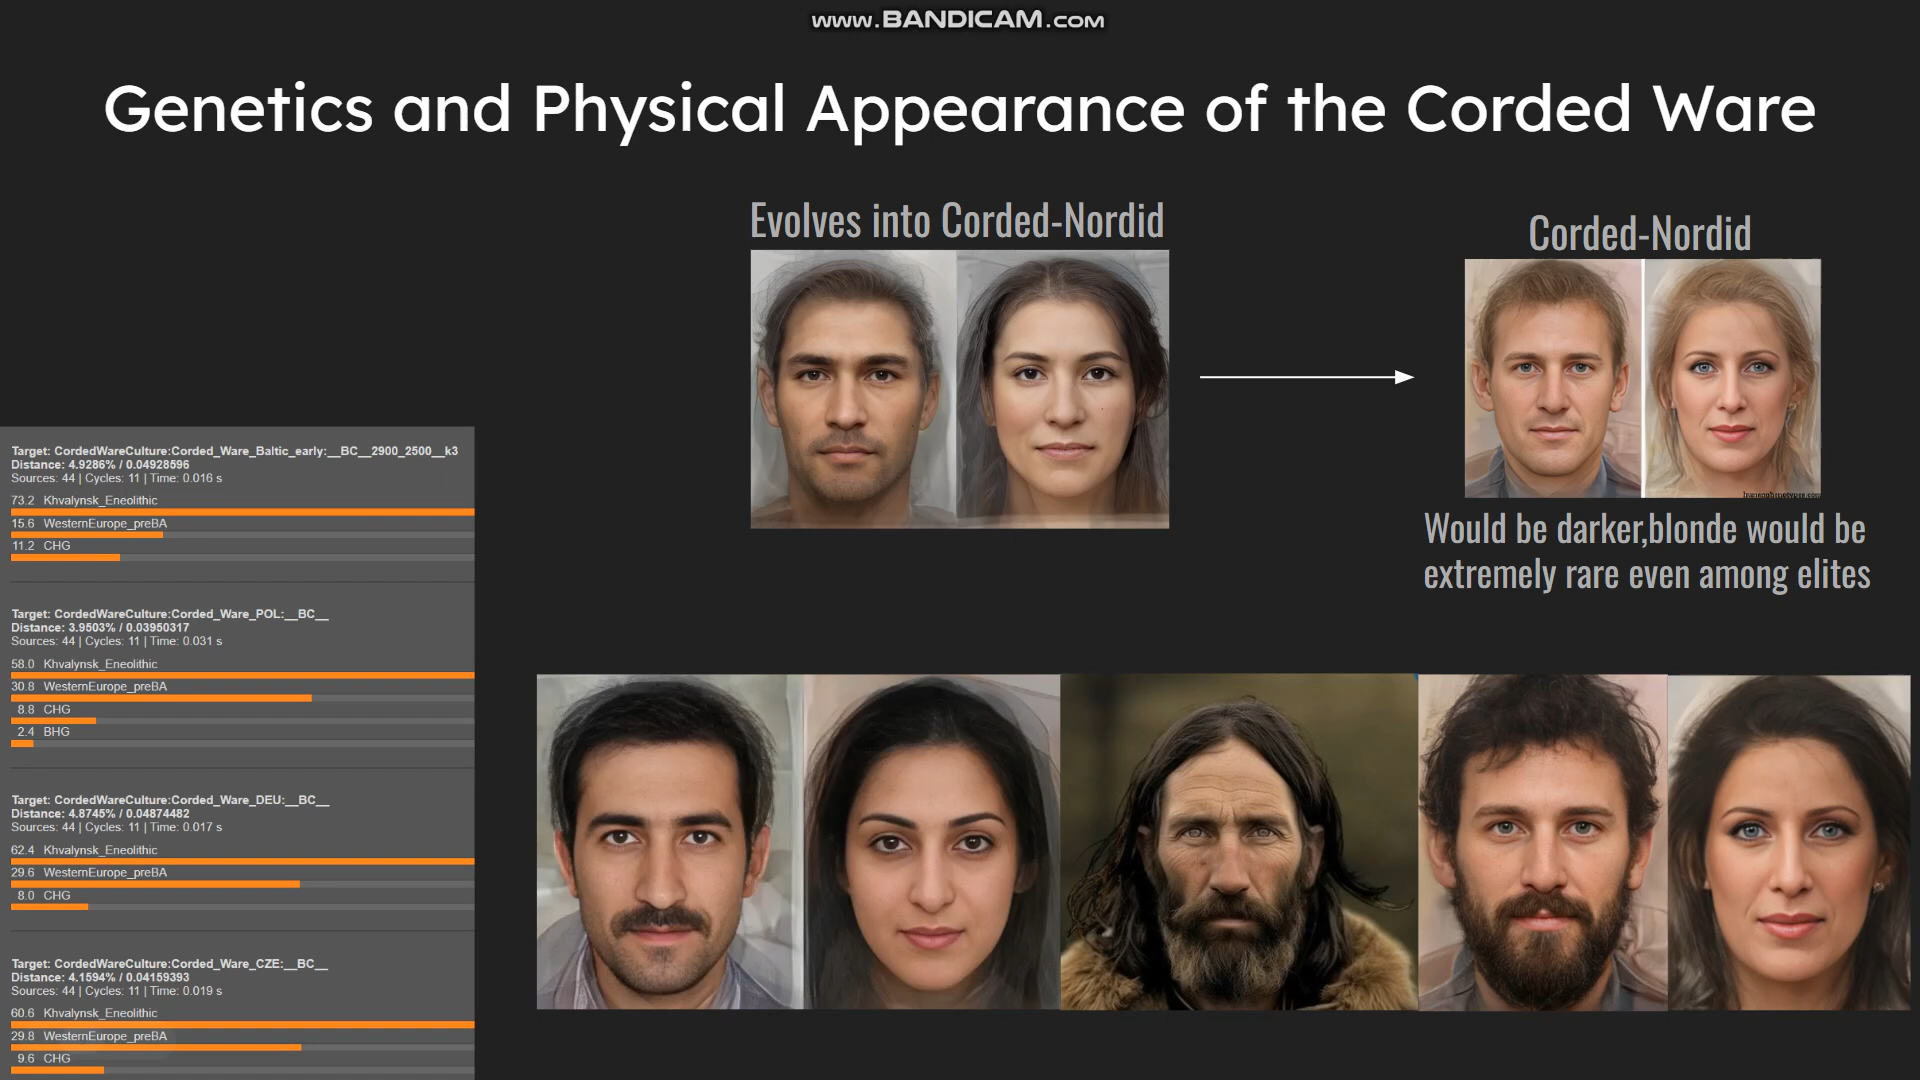 www.BANDICAM.com
Genetics and Physical Appearance of the Corded Ware
Evolves into Corded-Nordid
Corded-Nordid
Would be darker,blonde would be
extremely rare even among elites
Target: CordedWareCulture:Corded_Ware_Baltic_early:__BC__2900_2500__k3
Distance: 4.9286% / 0.04928596
Sources: 44 | Cycles: 11 | Time: 0.016 s
73.2 Khvalynsk_Eneolithic
15.6 WesternEurope_preBA
11.2 CHG
Target: CordedWareCulture:Corded_Ware_POL:__BC__
Distance: 3.9503% / 0.03950317
Sources: 44 | Cycles: 11 | Time: 0.031 s
58.0 Khvalynsk_Eneolithic
30.8 WesternEurope_preBA
8.8 CHG
2.4 BHG
Target: CordedWareCulture:Corded_Ware_DEU:__BC__
Distance: 4.8745% / 0.04874482
Sources: 44 | Cycles: 11 | Time: 0.017 s
62.4 Khvalynsk_Eneolithic
29.6 WesternEurope_preBA
8.0 CHG
Target: CordedWareCulture:Corded_Ware_CZE:__BC__
Distance: 4.1594% / 0.04159393
Sources: 44 | Cycles: 11 | Time: 0.019 s
60.6 Khvalynsk_Eneolithic
29.8 WesternEurope_preBA
9.6 CHG